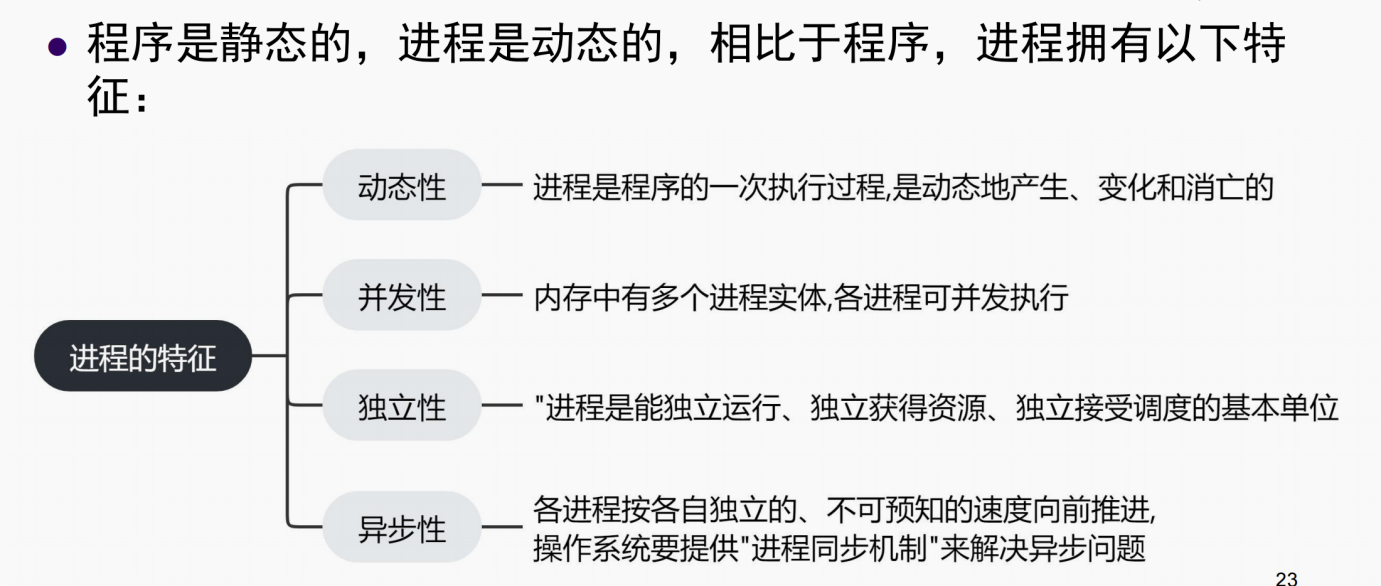 ● 程序是静态的，进程是动态的，相比于程序，进程拥有以下特
征：
进程的特征
动态性
进程是程序的一次执行过程,是动态地产生、变化和消亡的
并发性
内存中有多个进程实体,各进程可并发执行
独立性
"进程是能独立运行、独立获得资源、独立接受调度的基本单位
异步性
各进程按各自独立的、不可预知的速度向前推进,
操作系统要提供"进程同步机制"来解决异步问题
23